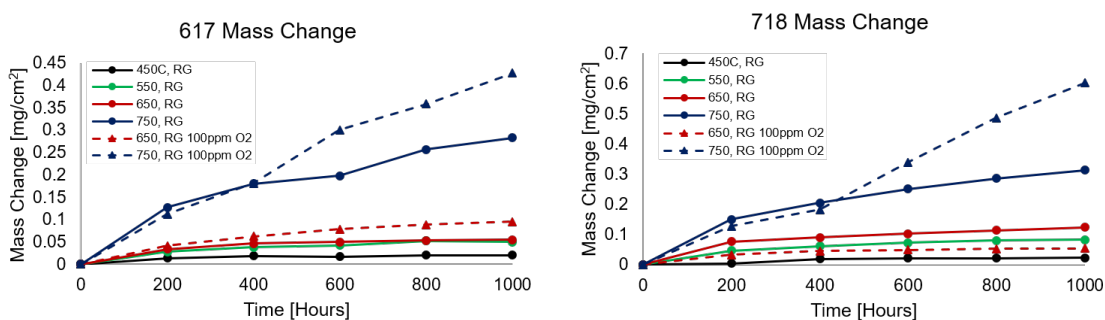 617 Mass Change
Mass Change [mg/cm²]
0.45
0.4
0.35
0.3
0.25
0.2
0.15
0.1
0.05
0
450C, RG
550, RG
650, RG
750, RG
650, RG 100ppm O2
750, RG 100ppm O2
0 200 400 600 800 1000
Time [Hours]
718 Mass Change
Mass Change [mg/cm²]
0.7
0.6
0.5
0.4
0.3
0.2
0.1
0
450C, RG
550, RG
650, RG
750, RG
650, RG 100ppm O2
750, RG 100ppm O2
0 200 400 600 800 1000
Time [Hours]